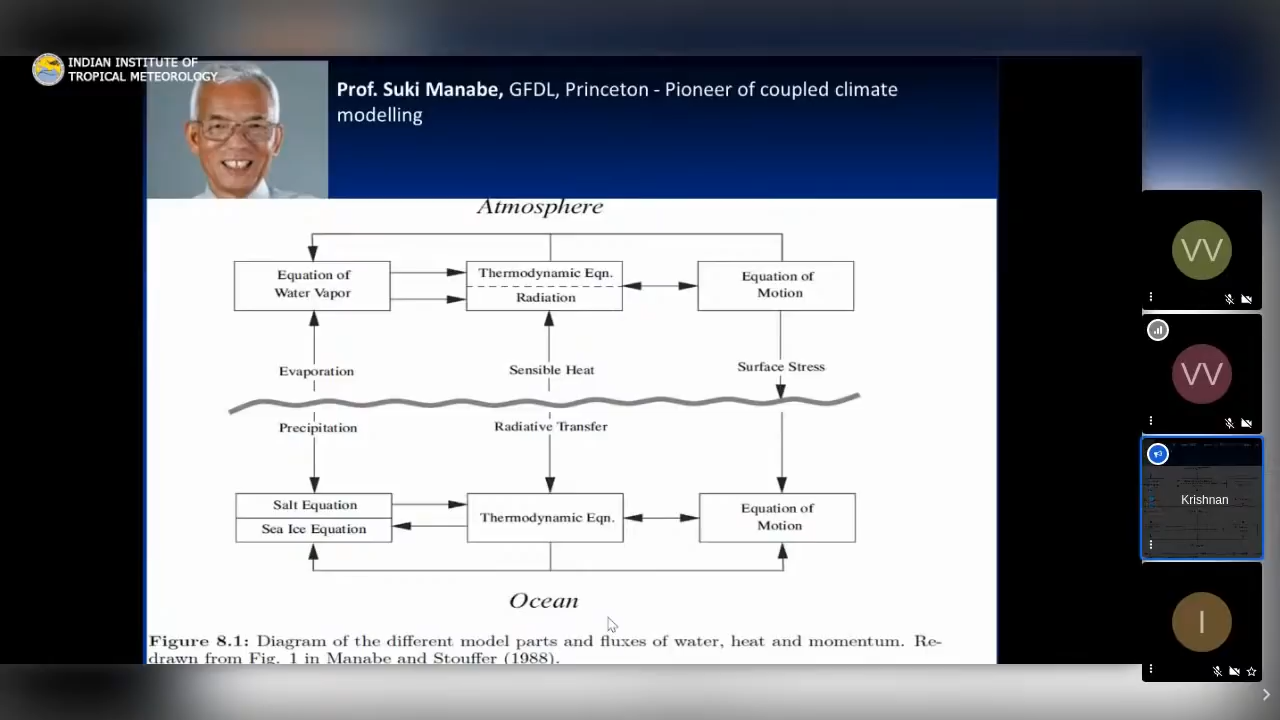 INDIAN INSTITUTE OF
TROPICAL METEOROLOGY
Prof. Suki Manabe, GFDL, Princeton - Pioneer of coupled climate
modelling
Atmosphere
Equation of
Water Vapor
Thermodynamic Eqn.
Radiation
Equation of
Motion
Evaporation
Sensible Heat
Surface Stress
Precipitation
Radiative Transfer
Salt Equation
Sea Ice Equation
Thermodynamic Eqn.
Equation of
Motion
Ocean
Figure 8.1: Diagram of the different model parts and fluxes of water, heat and momentum. Re-
drawn from Fig. 1 in Manabe and Stouffer (1988).
VV
VV
Krishnan
I